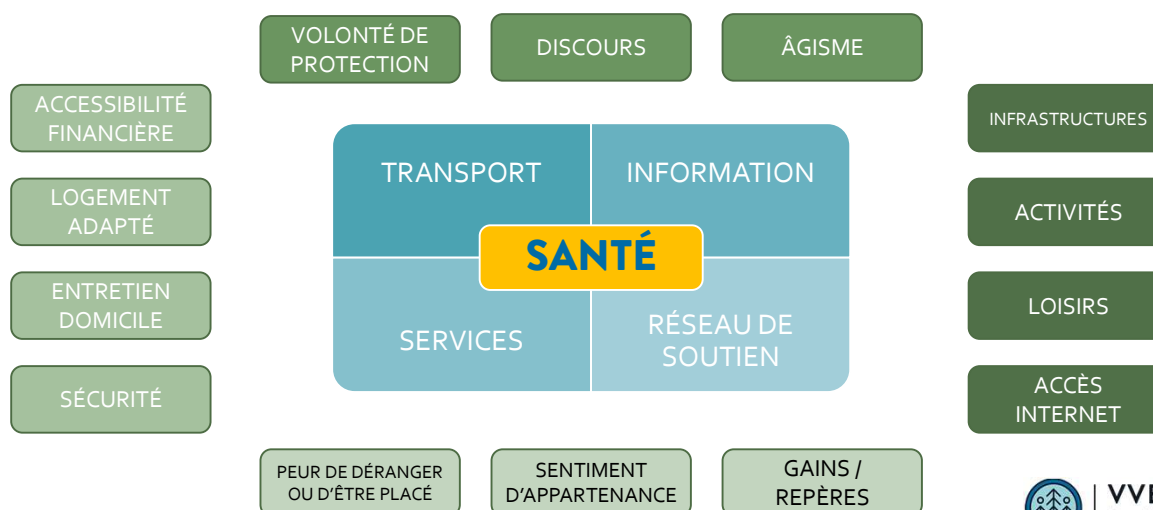 VOLONTÉ DE
PROTECTION
DISCOURS
ÂGISME
ACCESSIBILITÉ
FINANCIÈRE
LOGEMENT
ADAPTÉ
ENTRETIEN
DOMICILE
SÉCURITÉ
TRANSPORT
INFORMATION
SANTÉ
SERVICES
RÉSEAU DE
SOUTIEN
INFRASTRUCTURES
ACTIVITÉS
LOISIRS
ACCÈS
INTERNET
PEUR DE DÉRANGER
OU D'ÊTRE PLACÉ
SENTIMENT
D'APPARTENANCE
GAINS /
REPÈRES